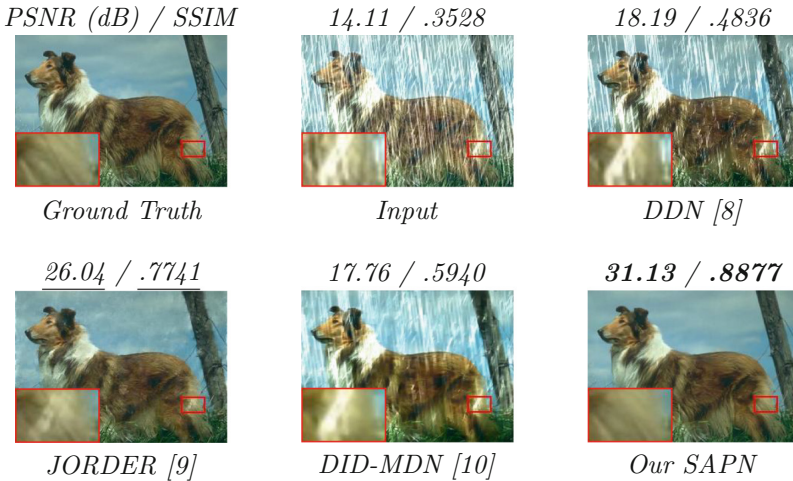 PSNR (dB) / SSIM 14.11 / .3528 18.19 / .4836
Ground Truth Input DDN [8]
26.04 / .7741 17.76 / .5940 31.13 / .8877
JORDER [9] DID-MDN [10] Our SAPN